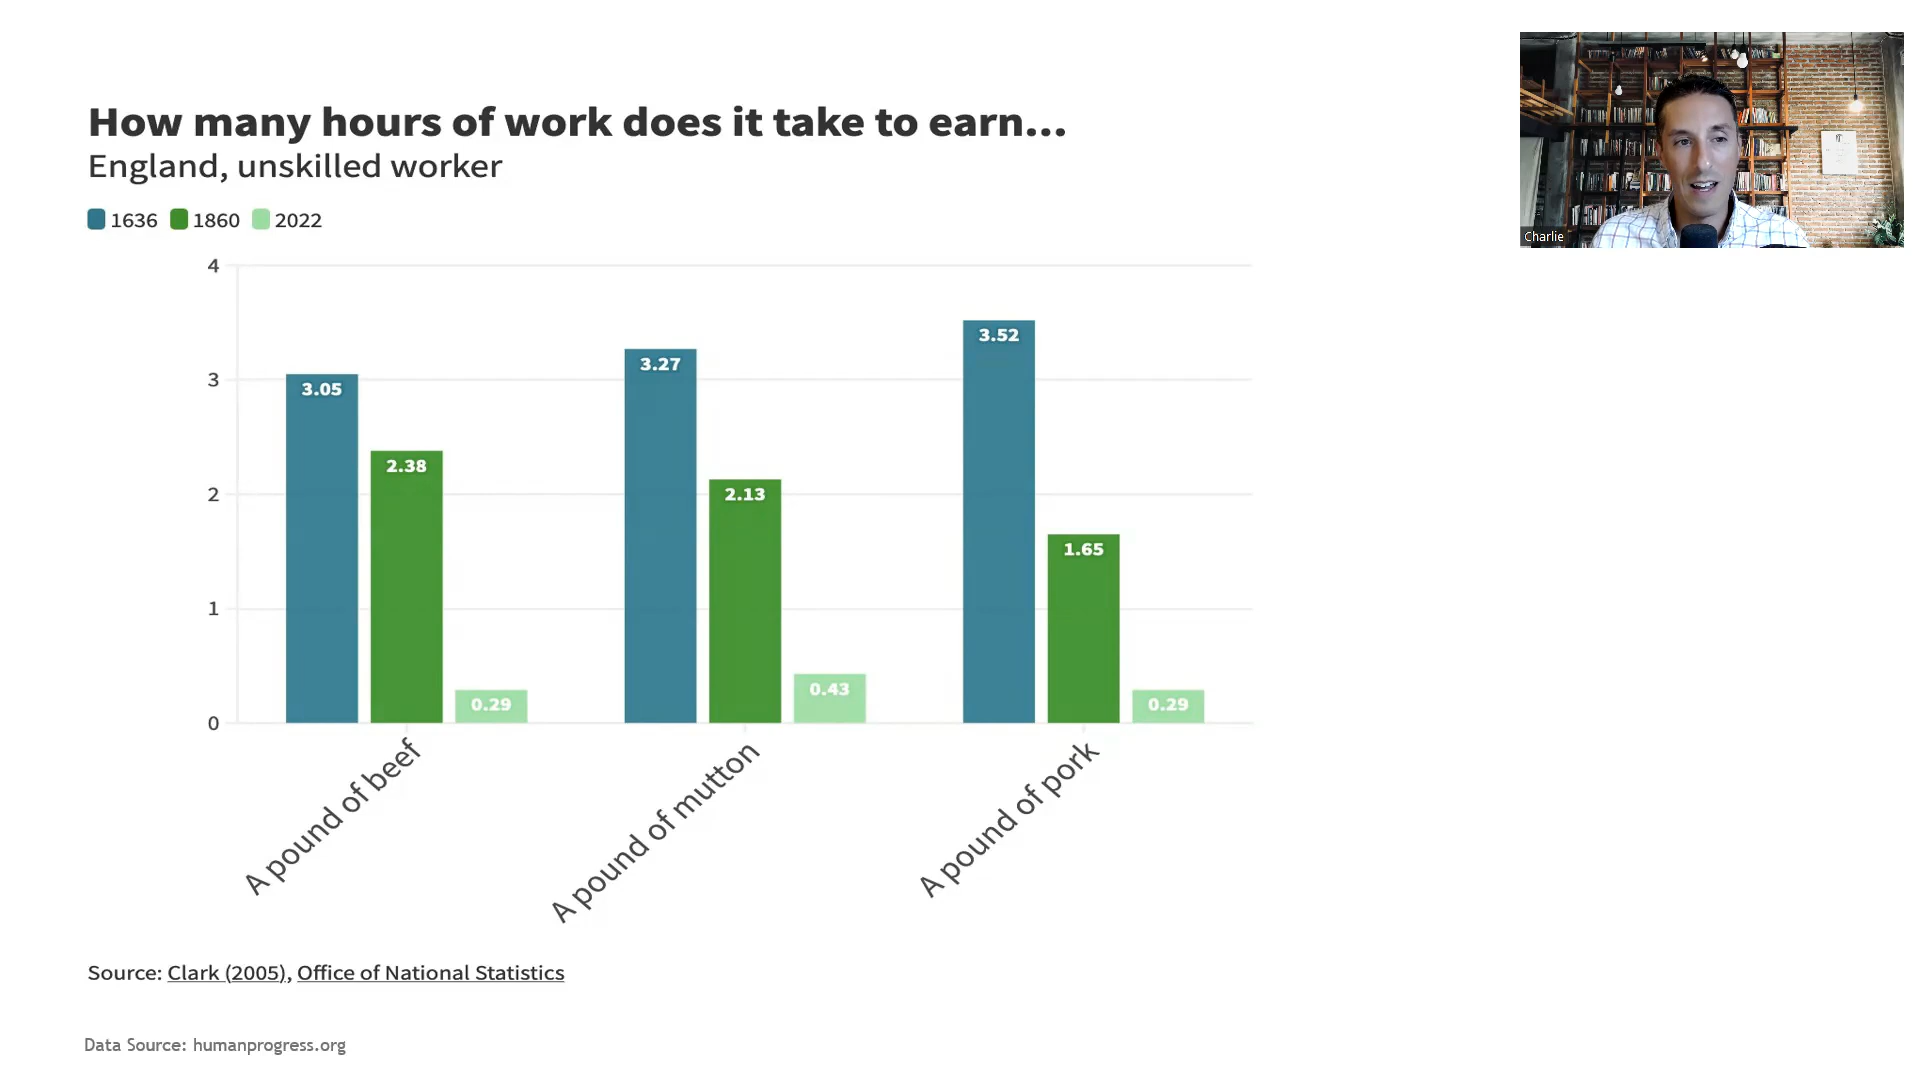 How many hours of work does it take to earn...
England, unskilled worker
1636 1860 2022
4
3
2
1
0
3.05
2.38
0.29
3.27
2.13
0.43
3.52
1.65
0.29
A pound of beef
A pound of mutton
A pound of pork
Source: Clark (2005), Office of National Statistics
Data Source: humanprogress.org
Charlie